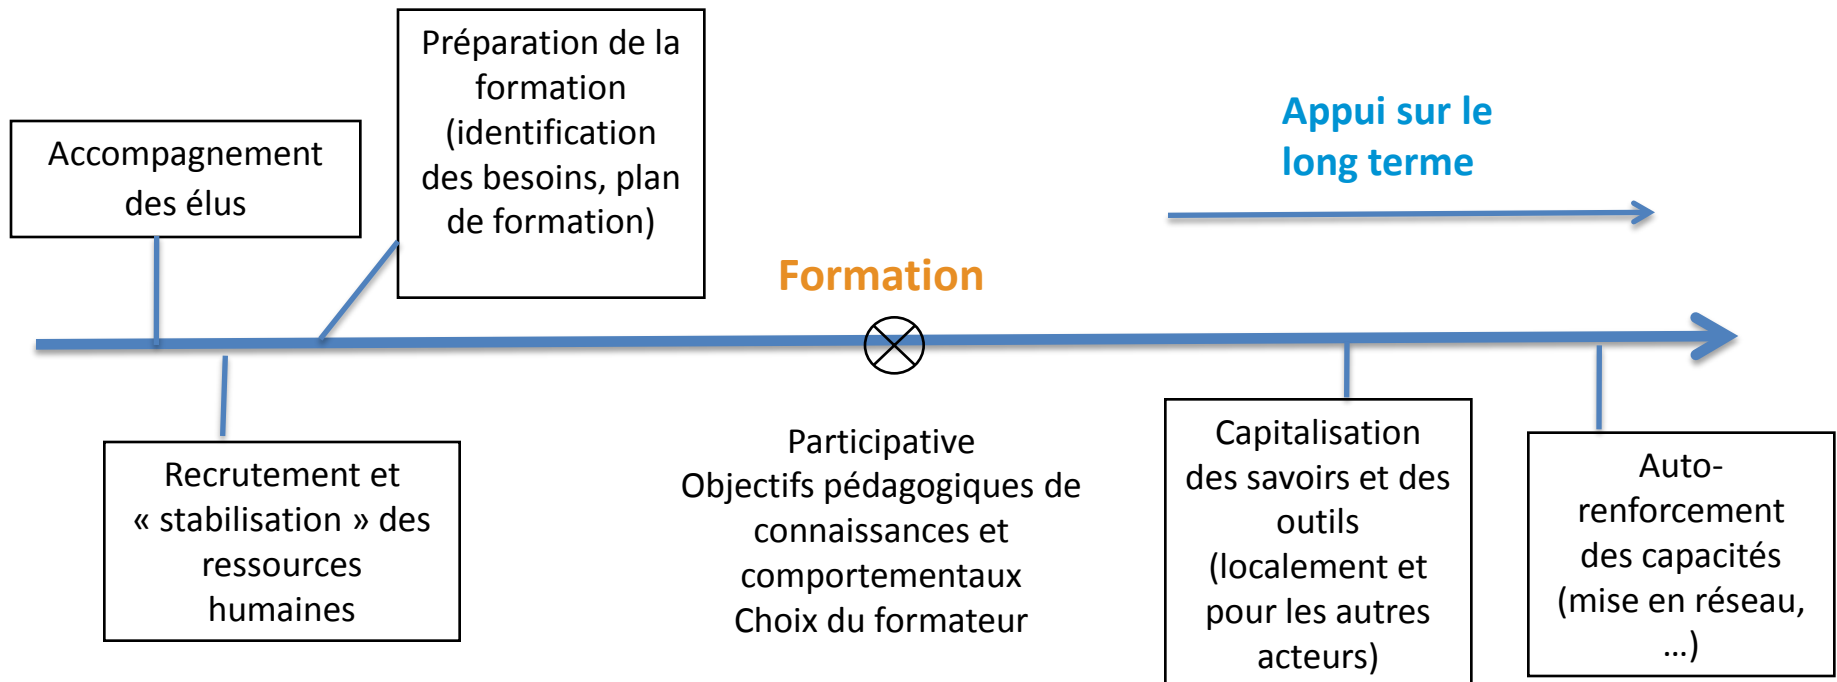 Accompagnement
des élus
Préparation de la
formation
(identification
des besoins, plan
de formation)
Appui sur le
long terme
Formation
Recrutement et
« stabilisation » des
ressources
humaines
Participative
Objectifs pédagogiques de
connaissances et
comportementaux
Choix du formateur
Capitalisation
des savoirs et des
outils
(localement et
pour les autres
acteurs)
Auto-
renforcement
des capacités
(mise en réseau,
...)